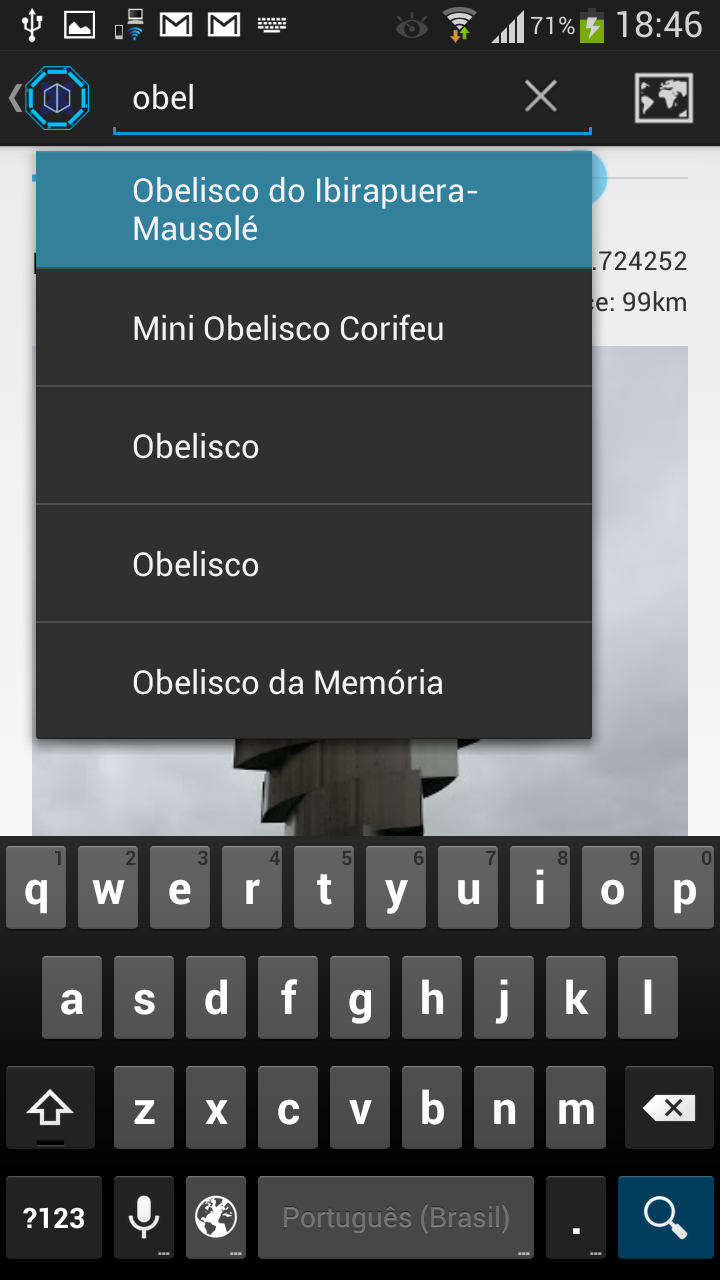 71% 18:46
obel
Obelisco do Ibirapuera-
Mausolé
Mini Obelisco Corifeu
Obelisco
Obelisco
Obelisco da Memória
.724252
ce: 99km
1 2 3 4 5 6 7 8 9 0
q w e r t y u i o p
a s d f g h j k l
z x c v b n m
?123 Português (Brasil) .